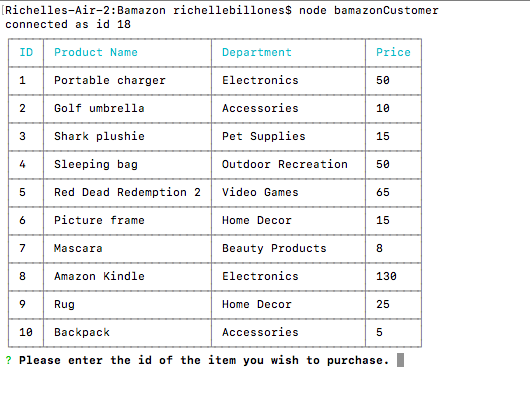 [Richelles-Air-2:Bamazon richellebillones$ node bamazonCustomer
connected as id 18
ID Product Name Department Price
1 Portable charger Electronics 50
2 Golf umbrella Accessories 10
3 Shark plushie Pet Supplies 15
4 Sleeping bag Outdoor Recreation 50
5 Red Dead Redemption 2 Video Games 65
6 Picture frame Home Decor 15
7 Mascara Beauty Products 8
8 Amazon Kindle Electronics 130
9 Rug Home Decor 25
10 Backpack Accessories 5
? Please enter the id of the item you wish to purchase.